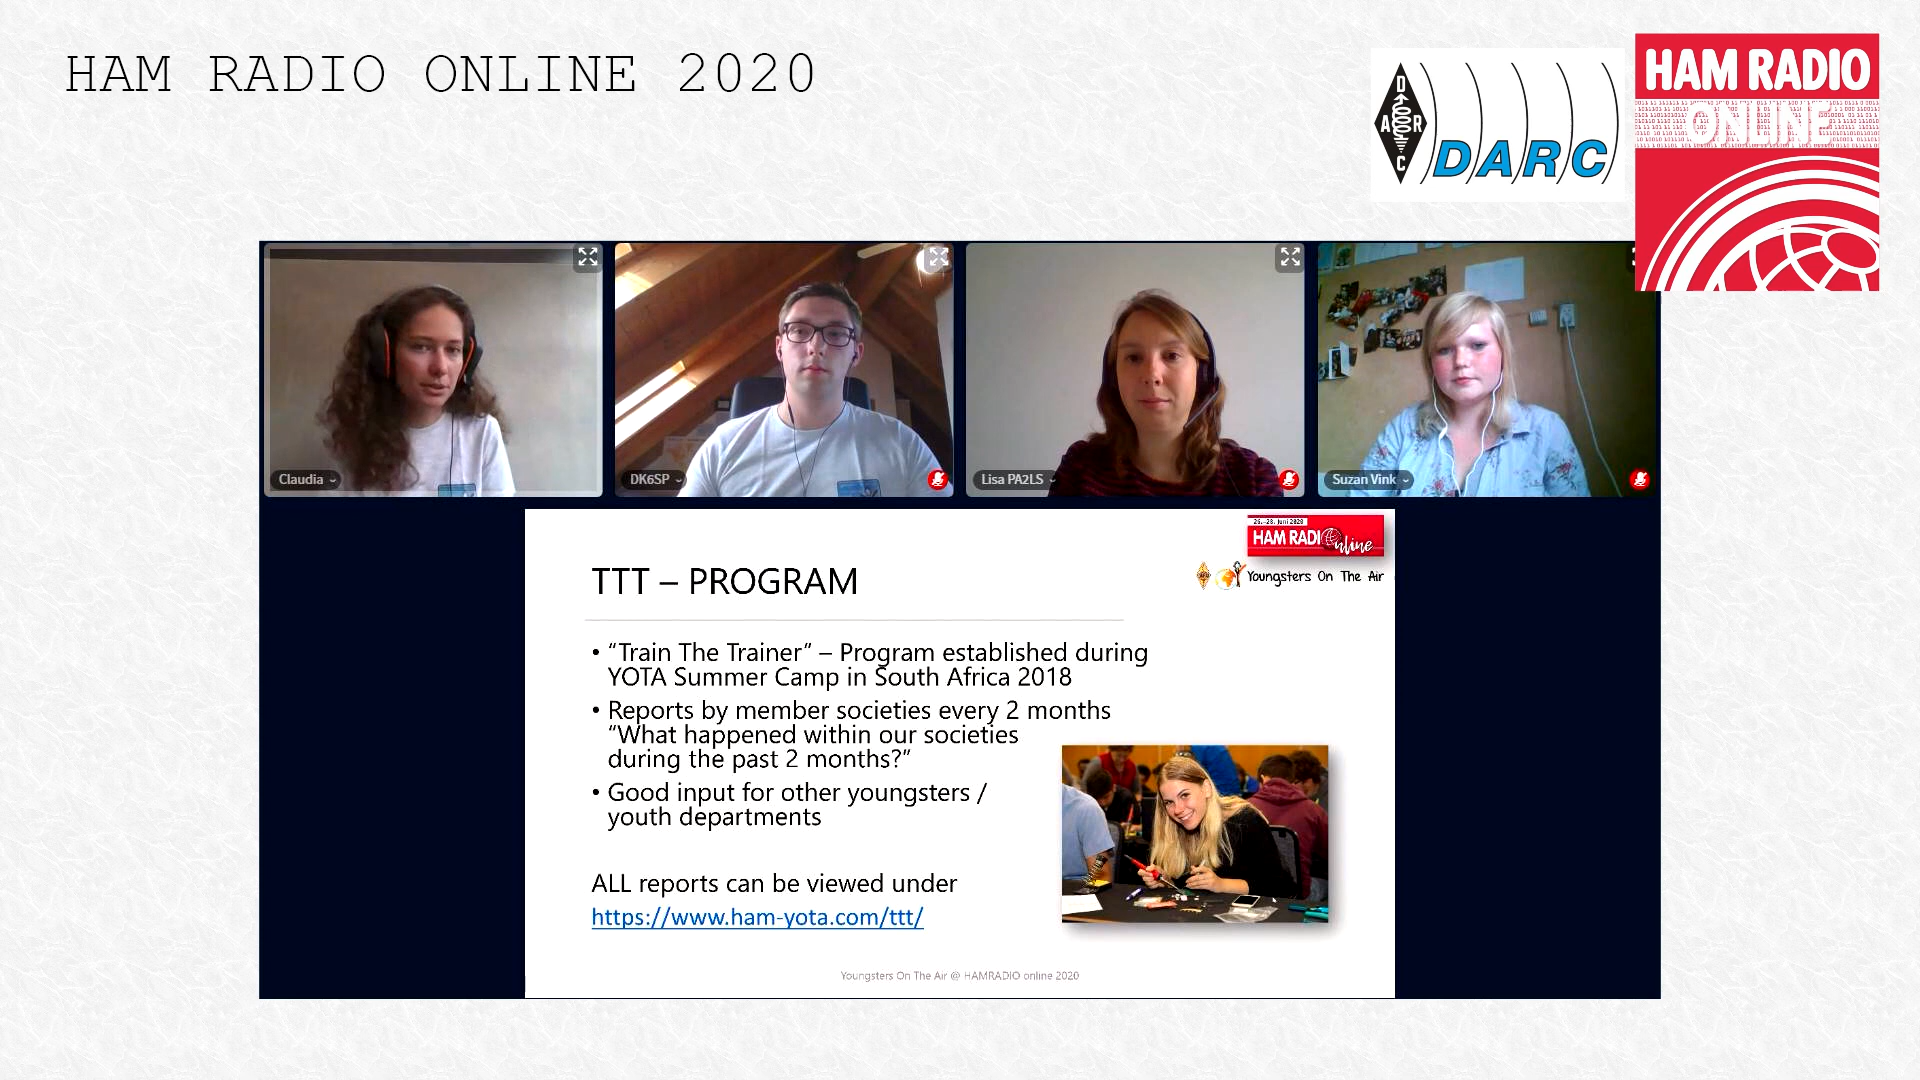 HAM RADIO ONLINE 2020
D
A R
C
DARC
HAM RADIO
ONLINE
Claudia
DK6SP
Lisa PA2LS
Suzan Vink
26.-28. Juni 2020
HAM RADIOnline
Youngsters On The Air
TTT – PROGRAM
• “Train The Trainer” – Program established during
YOTA Summer Camp in South Africa 2018
• Reports by member societies every 2 months
“What happened within our societies
during the past 2 months?”
• Good input for other youngsters /
youth departments
ALL reports can be viewed under
https://www.ham-yota.com/ttt/
Youngsters On The Air @ HAMRADIO online 2020